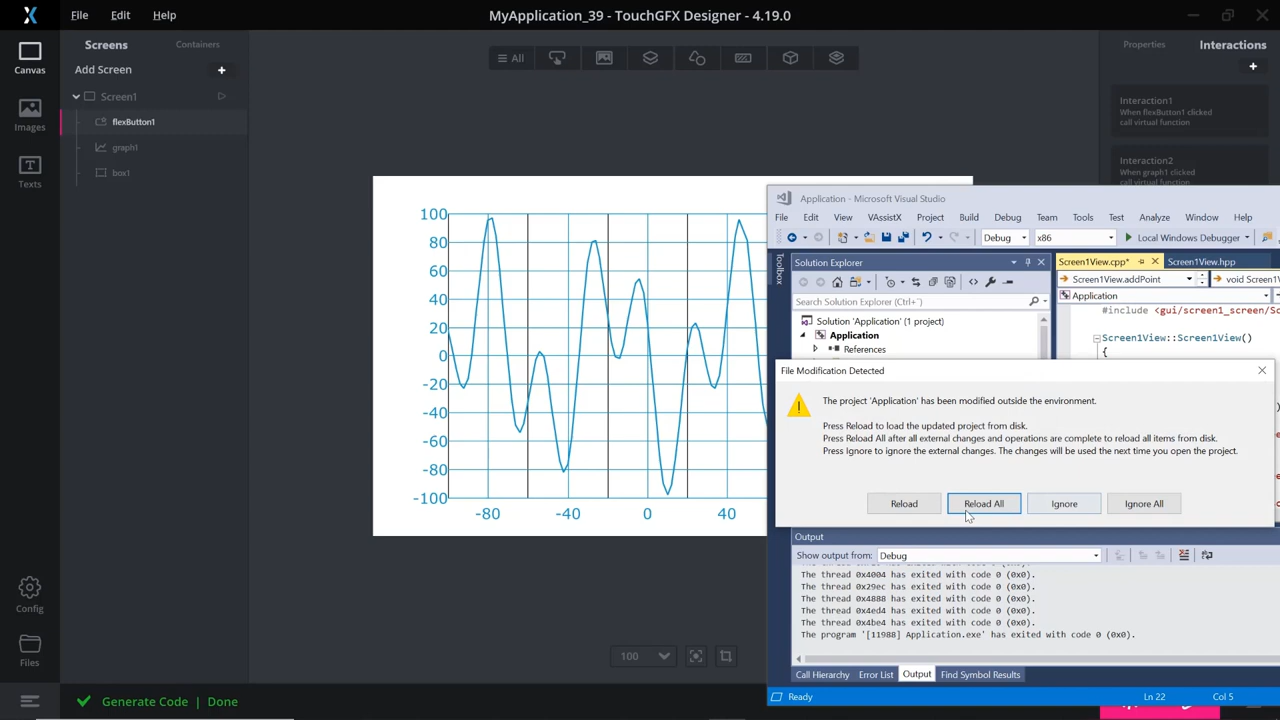 File Edit Help
MyApplication_39 - TouchGFX Designer - 4.19.0
Canvas
Images
Texts
Config
Files
Screens Containers
Add Screen +
Screen1
flexButton1
graph1
box1
All
Properties Interactions
+
Interaction1
When flexButton1 clicked
call virtual function
Interaction2
When graph1 clicked
call virtual function
100
80
60
40
20
0
-20
-40
-60
-80
-100
-80 -40 0 40
100
Generate Code | Done
Application - Microsoft Visual Studio
File Edit View VAssistX Project Build Debug Team Tools Test Analyze Window Help
Debug x86 Local Windows Debugger
Toolbox
Solution Explorer
Search Solution Explorer (Ctrl+¨)
Solution 'Application' (1 project)
Application
References
Screen1View.cpp* Screen1View.hpp
Screen1View.addPoint void Screen1
Application
#include <gui/screen1_screen/Sc
Screen1View::Screen1View()
{
File Modification Detected
The project 'Application' has been modified outside the environment.
Press Reload to load the updated project from disk.
Press Reload All after all external changes and operations are complete to reload all items from disk.
Press Ignore to ignore the external changes. The changes will be used the next time you open the project.
Reload Reload All Ignore Ignore All
Output
Show output from: Debug
The thread 0x4004 has exited with code 0 (0x0).
The thread 0x29ec has exited with code 0 (0x0).
The thread 0x4888 has exited with code 0 (0x0).
The thread 0x4ed4 has exited with code 0 (0x0).
The thread 0x4be4 has exited with code 0 (0x0).
The program '[11988] Application.exe' has exited with code 0 (0x0).
Call Hierarchy Error List Output Find Symbol Results
Ready Ln 22 Col 5